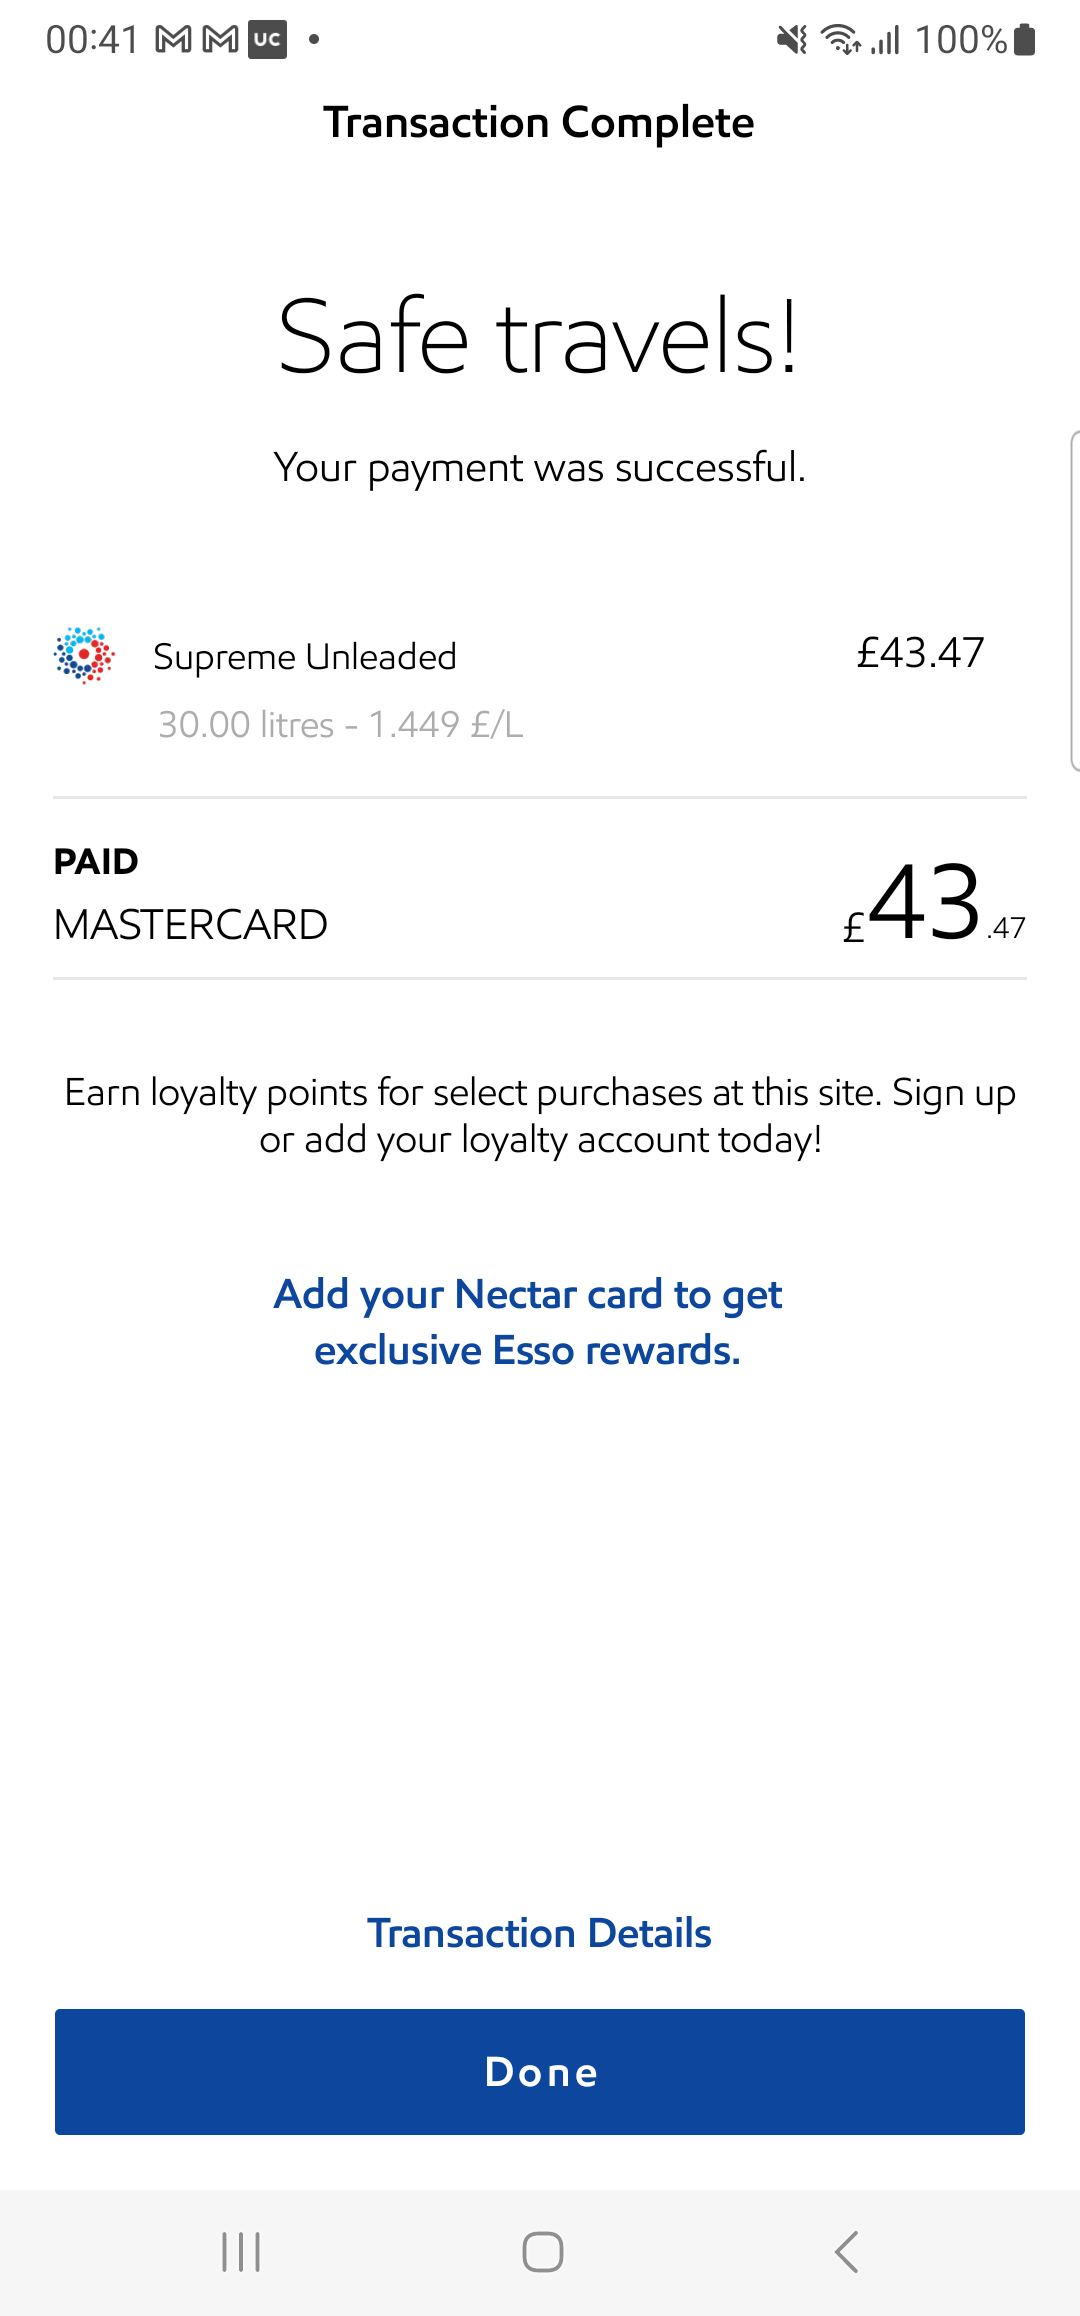 00:41 UC 100%
Transaction Complete
Safe travels!
Your payment was successful.
Supreme Unleaded £43.47
30.00 litres - 1.449 £/L
PAID
MASTERCARD £43.47
Earn loyalty points for select purchases at this site. Sign up
or add your loyalty account today!
Add your Nectar card to get
exclusive Esso rewards.
Transaction Details
Done